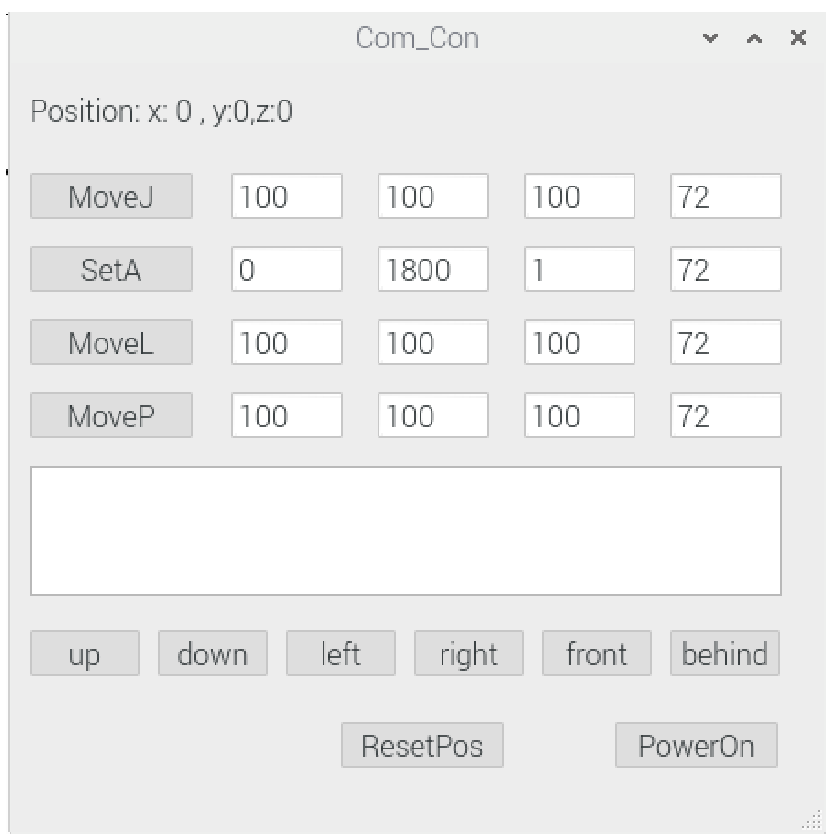 Com_Con
Position: x: 0 , y:0,z:0
MoveJ 100 100 100 72
SetA 0 1800 1 72
MoveL 100 100 100 72
MoveP 100 100 100 72
up down left right front behind
ResetPos PowerOn